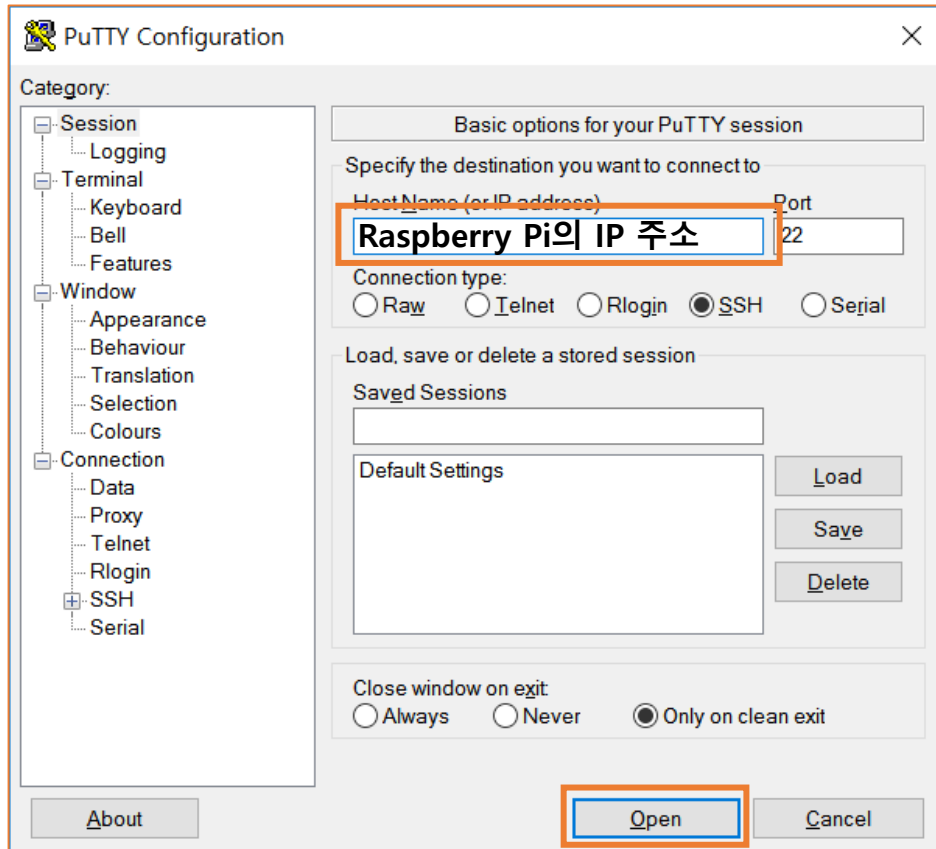 PuTTY Configuration
Category:
Session
Logging
Terminal
Keyboard
Bell
Features
Window
Appearance
Behaviour
Translation
Selection
Colours
Connection
Data
Proxy
Telnet
Rlogin
SSH
Serial
Basic options for your PuTTY session
Specify the destination you want to connect to
Host Name (or IP address) Port
Raspberry Pi의 IP 주소 22
Connection type:
Raw Telnet Rlogin SSH Serial
Load, save or delete a stored session
Saved Sessions
Default Settings
Load
Save
Delete
Close window on exit:
Always Never Only on clean exit
About Open Cancel